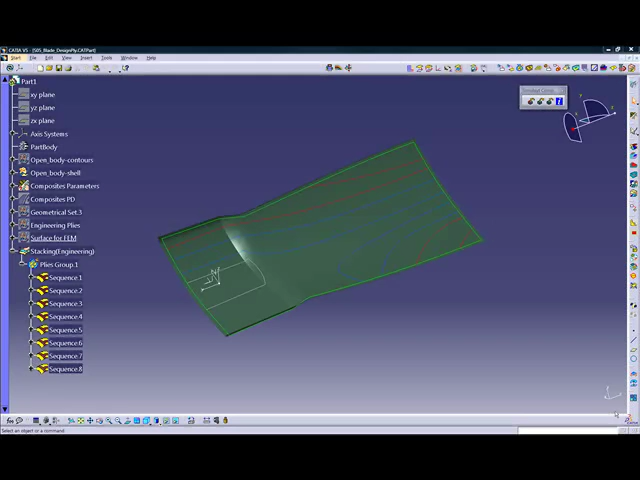 CATIA V5 - [S05_Blade_DesignPly.CATPart]
Start File Edit View Insert Tools Window Help
Part1
xy plane
yz plane
zx plane
Axis Systems
PartBody
Open_body-contours
Open_body-shell
Composites Parameters
Composites PD
Geometrical Set.3
Engineering Plies
Surface for FEM
Stacking(Engineering)
Plies Group.1
Sequence.1
Sequence.2
Sequence.3
Sequence.4
Sequence.5
Sequence.6
Sequence.7
Sequence.8
Select an object or a command